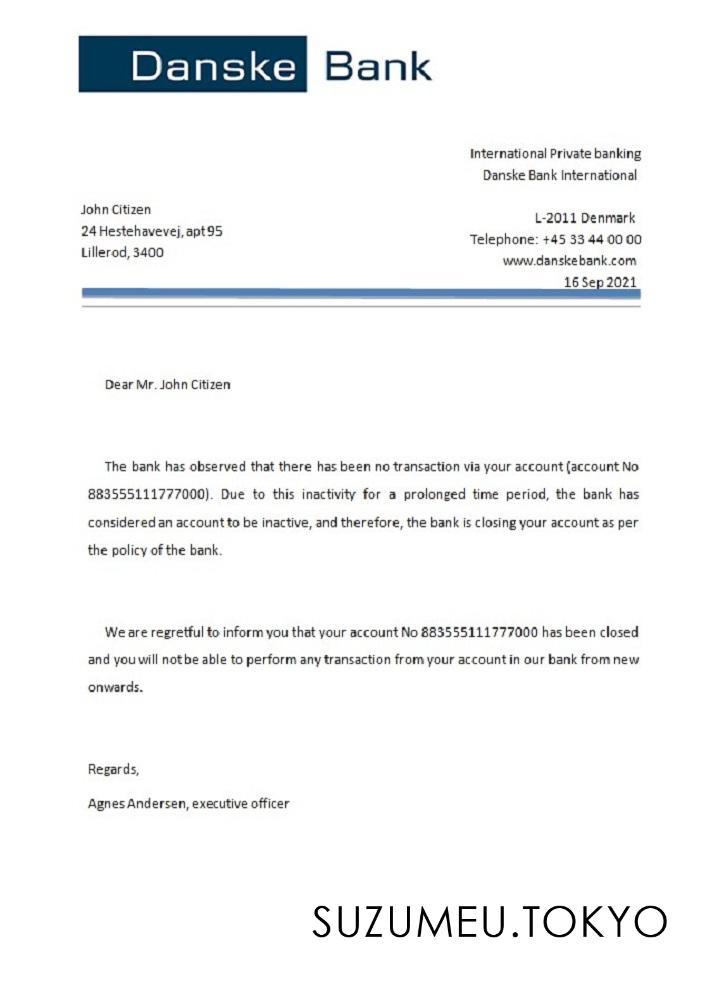 Danske Bank
International Private banking
Danske Bank International
John Citizen
24 Hestehavevej, apt 95
Lillerod, 3400
L-2011 Denmark
Telephone: +45 33 44 00 00
www.danskebank.com
16 Sep 2021
Dear Mr. John Citizen
The bank has observed that there has been no transaction via your account (account No
883555111777000). Due to this inactivity for a prolonged time period, the bank has
considered an account to be inactive, and therefore, the bank is closing your account as per
the policy of the bank.
We are regretful to inform you that your account No 883555111777000 has been closed
and you will not be able to perform any transaction from your account in our bank from new
onwards.
Regards,
Agnes Andersen, executive officer
SUZUMEU.TOKYO